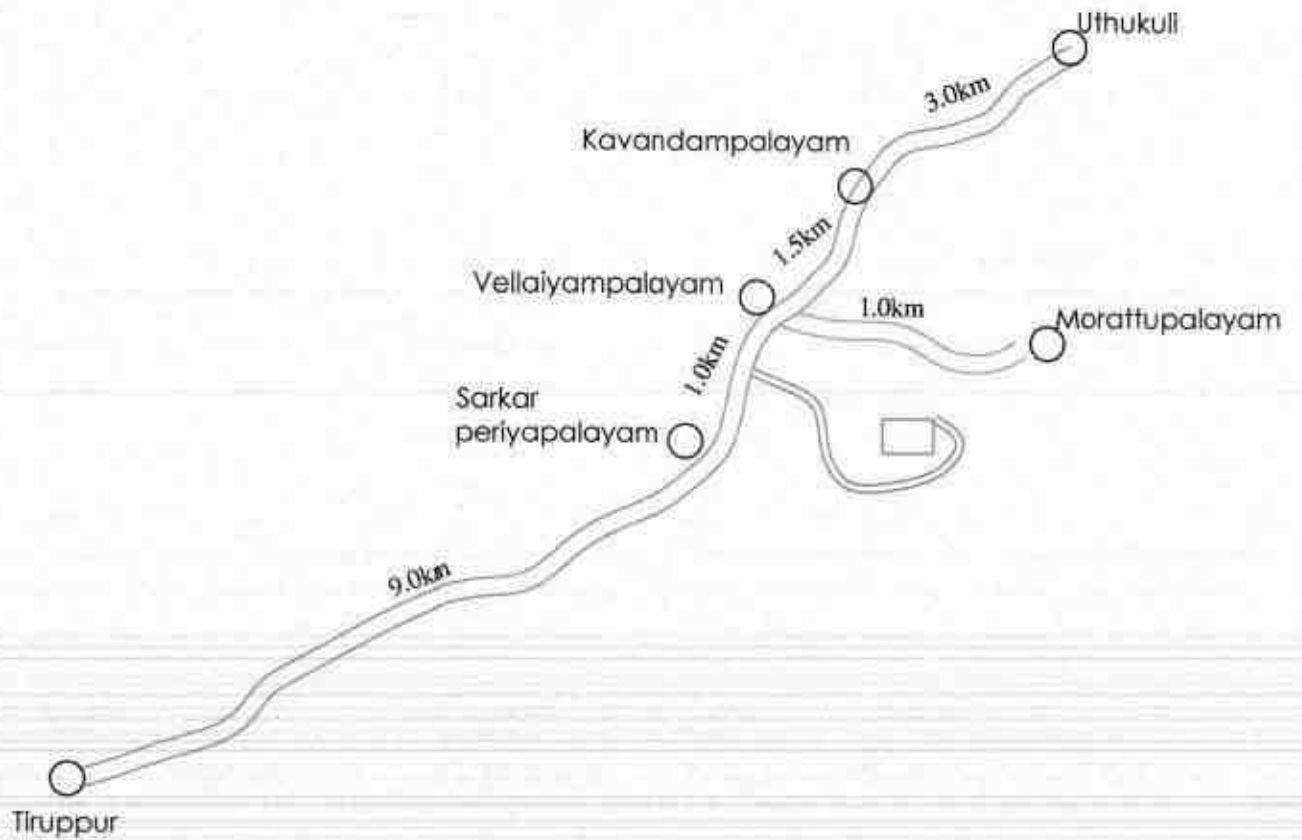 Uthukuli
3.0km
Kavandampalayam
1.5km
Vellaiyampalayam
1.0km
Morattupalayam
1.0km
Sarkar
periyapalayam
9.0km
Tiruppur